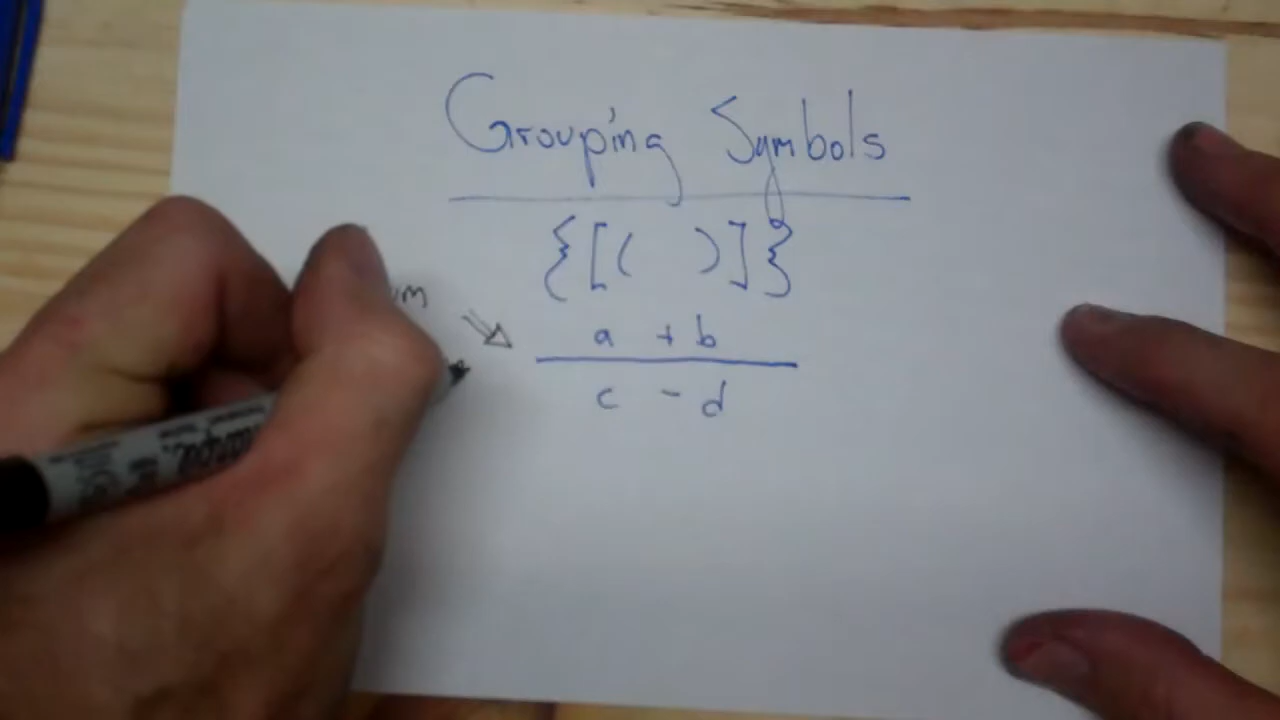 Grouping Symbols
{[( )]}
a + b
c - d